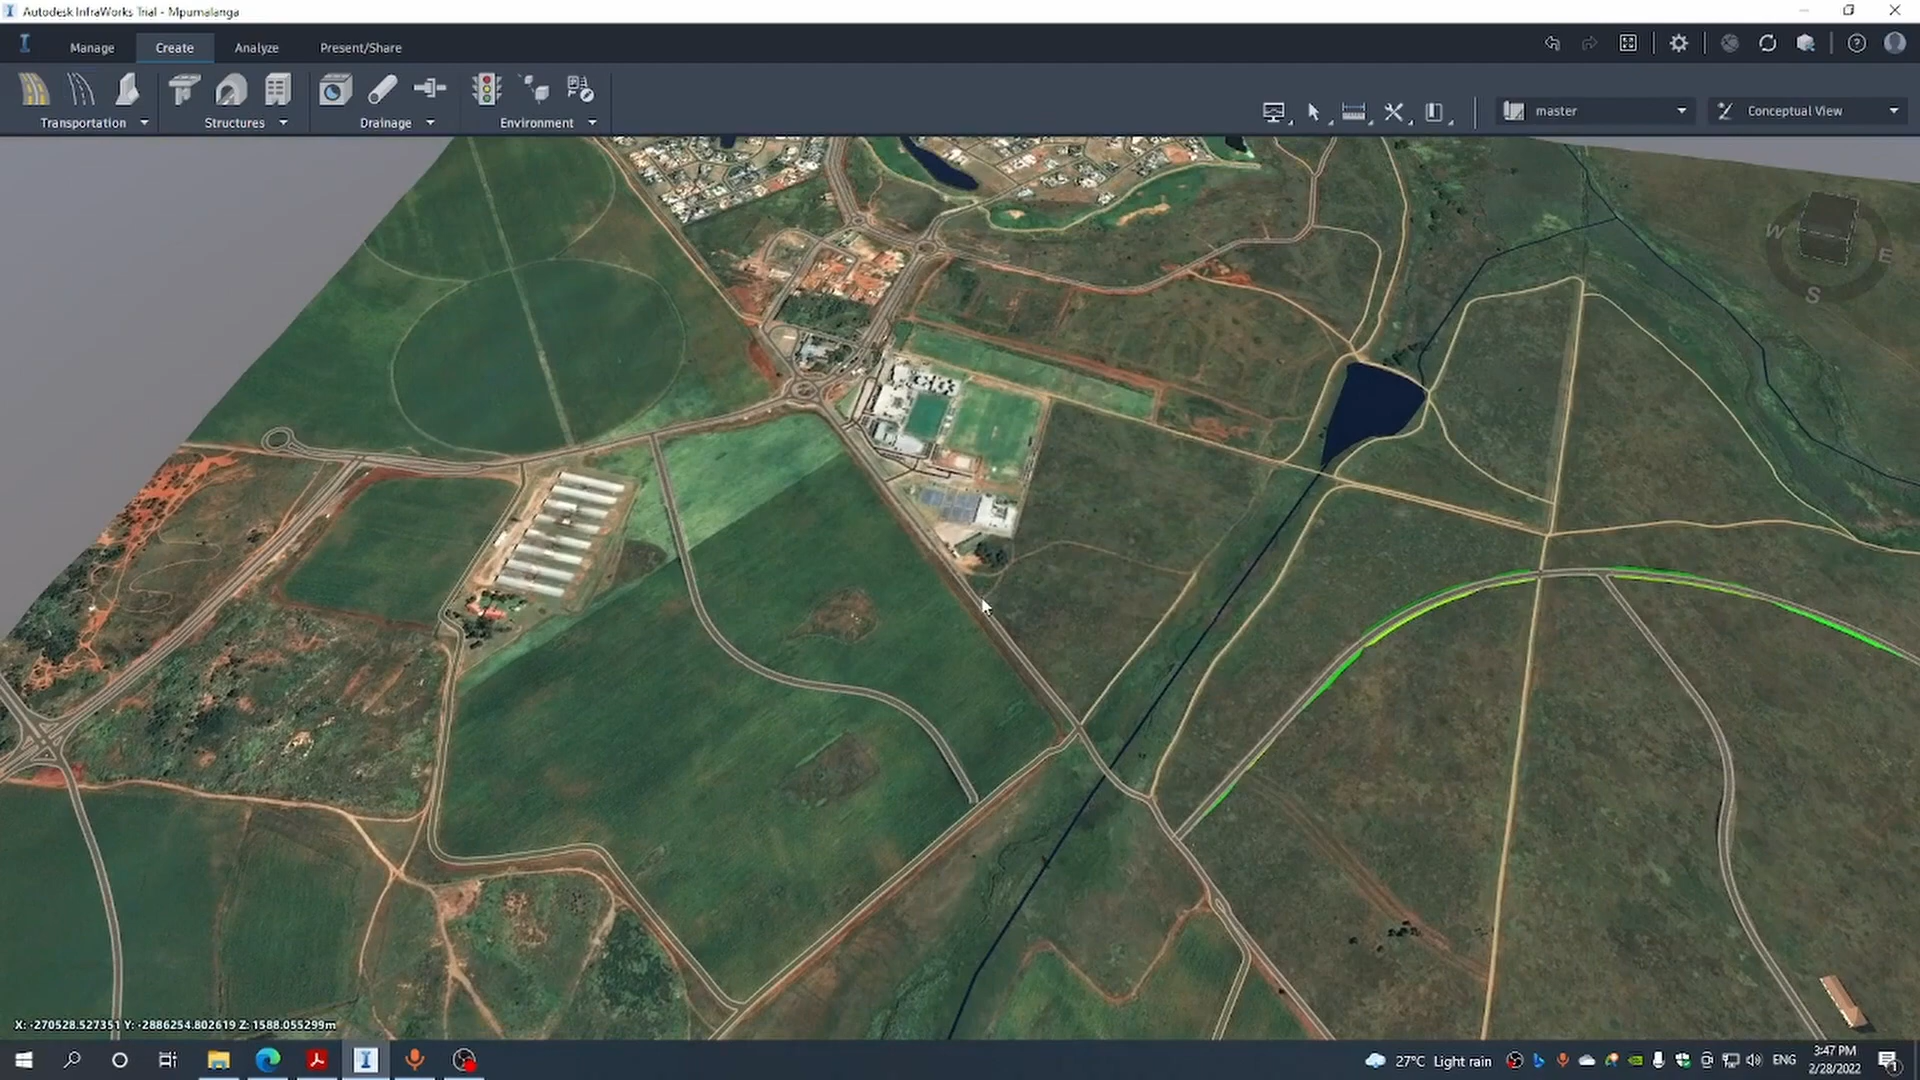 Autodesk InfraWorks Trial - Mpumalanga
Manage
Create
Analyze
Present/Share
Transportation
Structures
Drainage
Environment
master
Conceptual View
W
E
S
X: -270528.527351 Y: -2886254.802619 Z: 1588.055299m
27°C Light rain
ENG
3:47 PM
2/28/2022
1